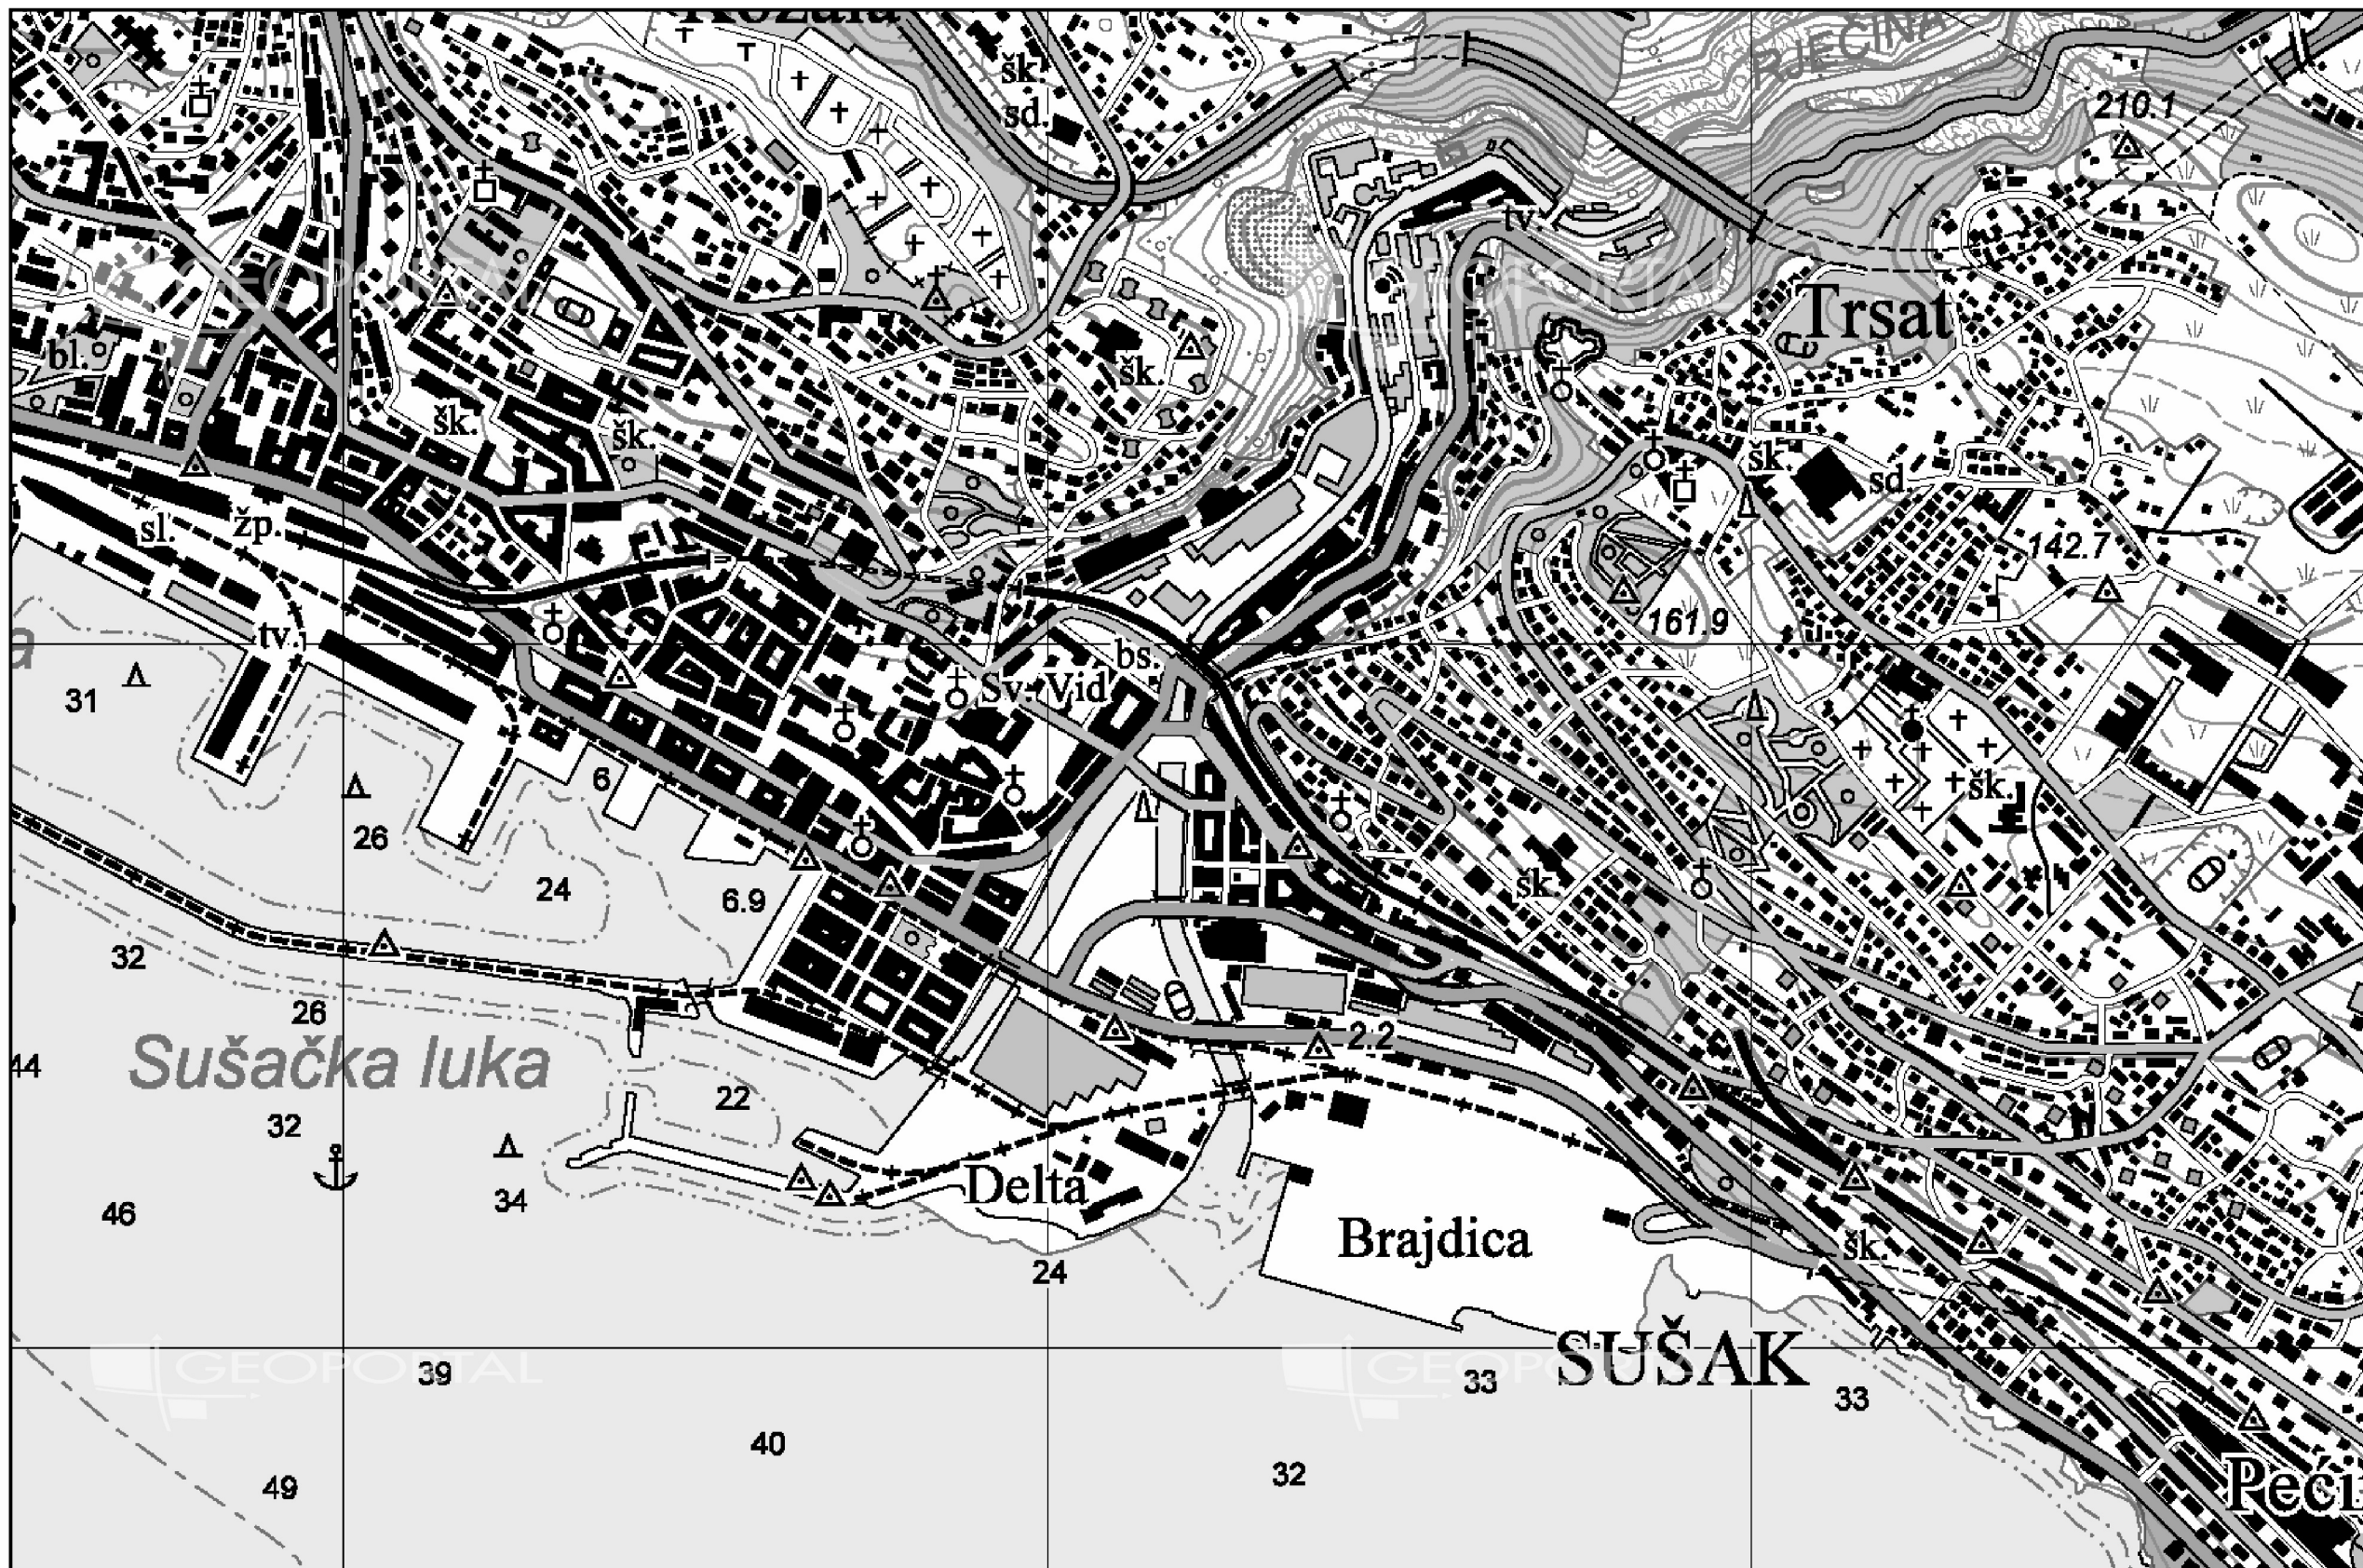 Kozala
šk.
sd.
RJEČINA
210.1
tv.
GEOPORTAL
GEOPORTAL
Trsat
bl.
šk.
šk.
šk.
šk.
sd.
sl.
žp.
142.7
161.9
tv.
bs.
Sv. Vid
31
6
šk.
26
24
6.9
šk.
32
26
2.2
Sušačka luka
44
22
32
Delta
46
34
Brajdica
šk.
24
SUŠAK
GEOPORTAL
GEOPORTAL
39
33
33
40
32
49
Peći